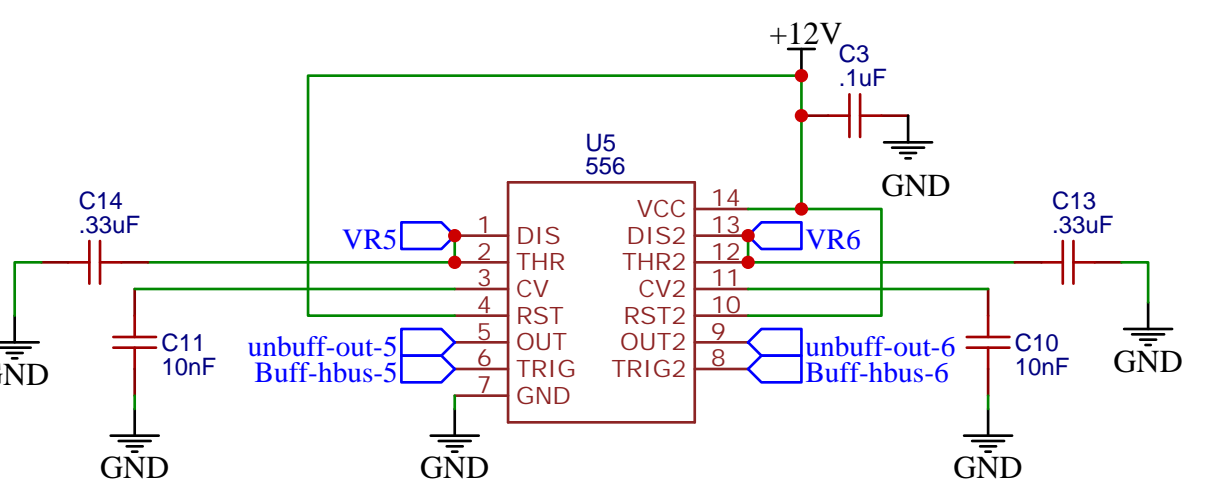 +12V
C3
.1uF
GND
U5
556
C14
.33uF
C13
.33uF
VR5
1 DIS
2 THR
3 CV
4 RST
5 OUT
6 TRIG
7 GND
VCC 14
DIS2 13
THR2 12
CV2 11
RST2 10
OUT2 9
TRIG2 8
VR6
unbuff-out-5
Buff-hbus-5
unbuff-out-6
Buff-hbus-6
C11
10nF
C10
10nF
GND
GND
GND
GND
GND